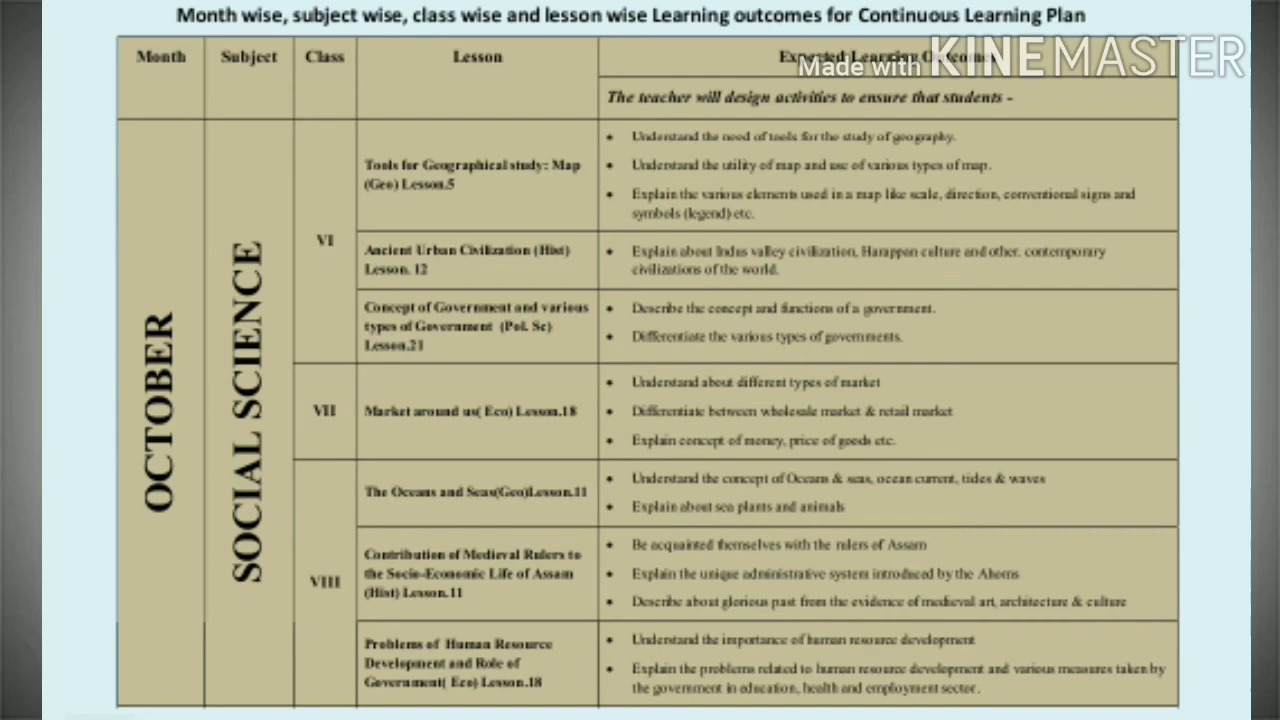 Month wise, subject wise, class wise and lesson wise Learning outcomes for Continuous Learning Plan
Made with KINEMASTER
Month
Subject
Class
Lesson
Expected Learning Outcomes
The teacher will design activities to ensure that students -
OCTOBER
SOCIAL SCIENCE
VI
Tools for Geographical study: Map
(Geo) Lesson.5
• Understand the need of tools for the study of geography.
• Understand the utility of map and use of various types of map.
• Explain the various elements used in a map like scale, direction, conventional signs and
symbols (legend) etc.
Ancient Urban Civilization (Hist)
Lesson. 12
• Explain about Indus valley civilization, Harappan culture and other. contemporary
civilizations of the world.
Concept of Government and various
types of Government (Pol. Sc)
Lesson.21
• Describe the concept and functions of a government.
• Differentiate the various types of governments.
VII
Market around us( Eco) Lesson.18
• Understand about different types of market
• Differentiate between wholesale market & retail market
• Explain concept of money, price of goods etc.
VIII
The Oceans and Seas(Geo)Lesson.11
• Understand the concept of Oceans & seas, ocean current, tides & waves
• Explain about sea plants and animals
Contribution of Medieval Rulers to
the Socio-Economic Life of Assam
(Hist) Lesson.11
• Be acquainted themselves with the rulers of Assam
• Explain the unique administrative system introduced by the Ahoms
• Describe about glorious past from the evidence of medieval art, architecture & culture
Problems of Human Resource
Development and Role of
Government( Eco) Lesson.18
• Understand the importance of human resource development
• Explain the problems related to human resource development and various measures taken by
the government in education, health and employment sector.